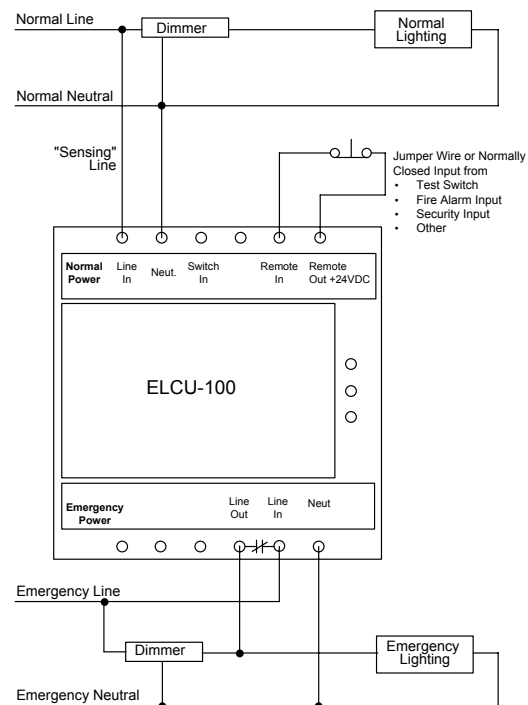 Normal Line
Dimmer
Normal
Lighting
Normal Neutral
"Sensing"
Line
Jumper Wire or Normally
Closed Input from
• Test Switch
• Fire Alarm Input
• Security Input
• Other
Normal
Power
Line
In
Neut.
Switch
In
Remote
In
Remote
Out +24VDC
ELCU-100
Emergency
Power
Line
Out
Line
In
Neut
Emergency Line
Dimmer
Emergency
Lighting
Emergency Neutral